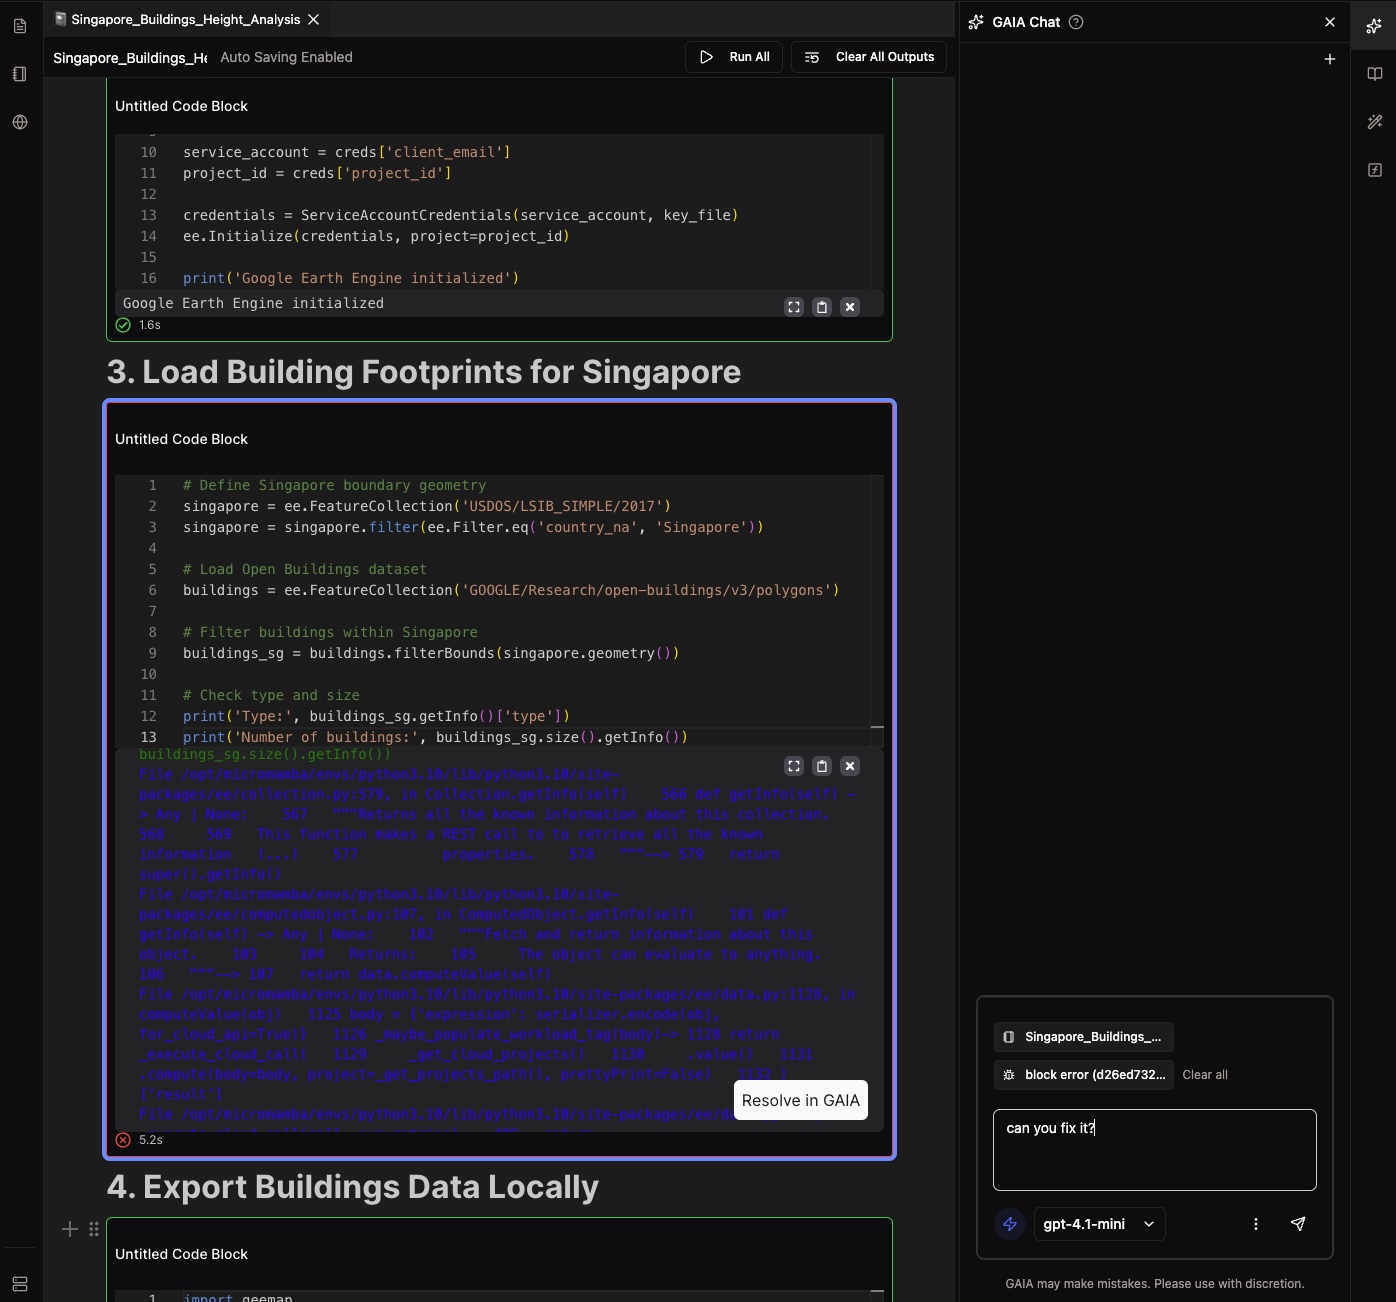 Singapore_Buildings_Height_Analysis
Singapore_Buildings_He
Auto Saving Enabled
Run All
Clear All Outputs
Untitled Code Block
10 service_account = creds['client_email']
11 project_id = creds['project_id']
12
13 credentials = ServiceAccountCredentials(service_account, key_file)
14 ee.Initialize(credentials, project=project_id)
15
16 print('Google Earth Engine initialized')
Google Earth Engine initialized
1.6s
3. Load Building Footprints for Singapore
Untitled Code Block
1 # Define Singapore boundary geometry
2 singapore = ee.FeatureCollection('USDOS/LSIB_SIMPLE/2017')
3 singapore = singapore.filter(ee.Filter.eq('country_na', 'Singapore'))
4
5 # Load Open Buildings dataset
6 buildings = ee.FeatureCollection('GOOGLE/Research/open-buildings/v3/polygons')
7
8 # Filter buildings within Singapore
9 buildings_sg = buildings.filterBounds(singapore.geometry())
10
11 # Check type and size
12 print('Type:', buildings_sg.getInfo()['type'])
13 print('Number of buildings:', buildings_sg.size().getInfo())
buildings_sg.size().getInfo())
File /opt/micromamba/envs/python3.10/lib/python3.10/site-
packages/ee/collection.py:579, in Collection.getInfo(self) 566 def getInfo(self) -
> Any | None: 567 """Returns all the known information about this collection.
568 569 This function makes a REST call to to retrieve all the known
information (...) 577 properties. 578 """--> 579 return
super().getInfo()
File /opt/micromamba/envs/python3.10/lib/python3.10/site-
packages/ee/computedobject.py:107, in ComputedObject.getInfo(self) 101 def
getInfo(self) -> Any | None: 102 """Fetch and return information about this
object. 103 104 Returns: 105 The object can evaluate to anything.
106 """--> 107 return data.computeValue(self)
File /opt/micromamba/envs/python3.10/lib/python3.10/site-packages/ee/data.py:1128, in
computeValue(obj) 1125 body = {'expression': serializer.encode(obj,
for_cloud_api=True)} 1126 _maybe_populate_workload_tag(body)-> 1128 return
_execute_cloud_call( 1129 _get_cloud_projects() 1130 .value() 1131
.compute(body=body, project=_get_projects_path(), prettyPrint=False) 1132 )
['result']
File /opt/micromamba/envs/python3.10/lib/python3.10/site-packages/ee/
Resolve in GAIA
5.2s
4. Export Buildings Data Locally
Untitled Code Block
1 import geemap
GAIA Chat
Singapore_Buildings_...
block error (d26ed732...
Clear all
can you fix it?
gpt-4.1-mini
GAIA may make mistakes. Please use with discretion.